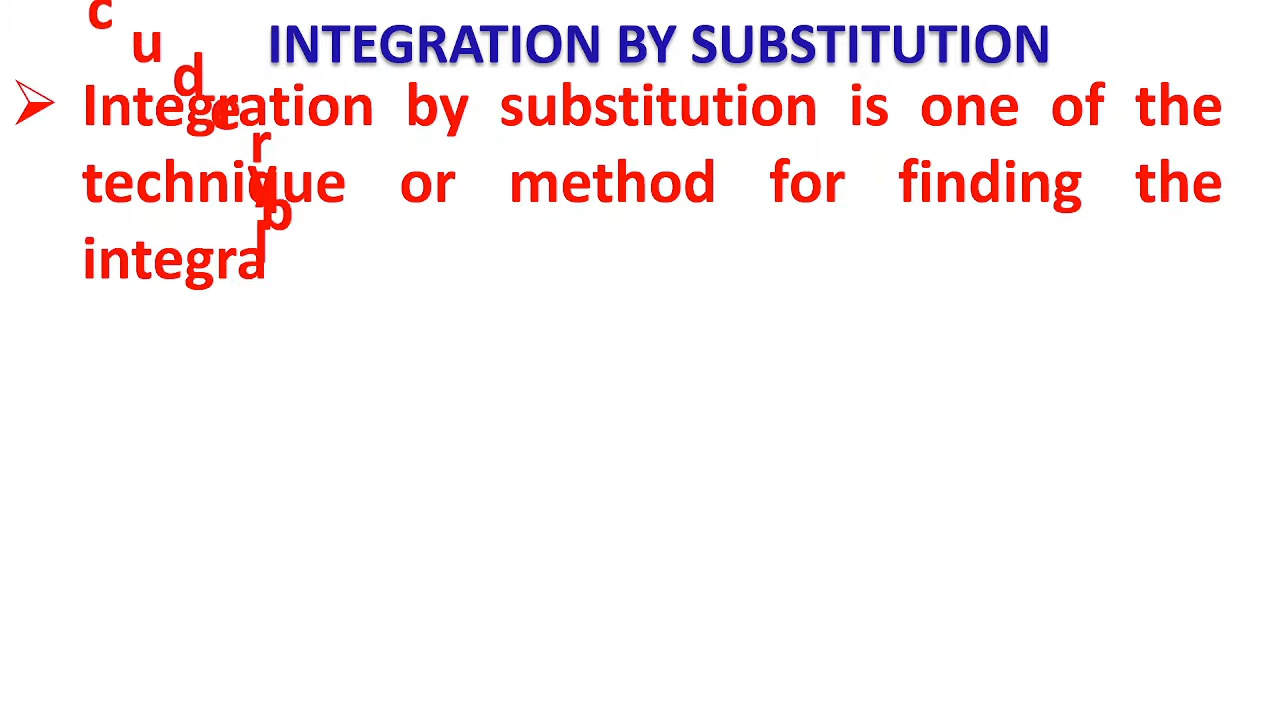 INTEGRATION BY SUBSTITUTION
➢ Integration by substitution is one of the
technique or method for finding the
integra
l
b
y
r
e
d
u
c